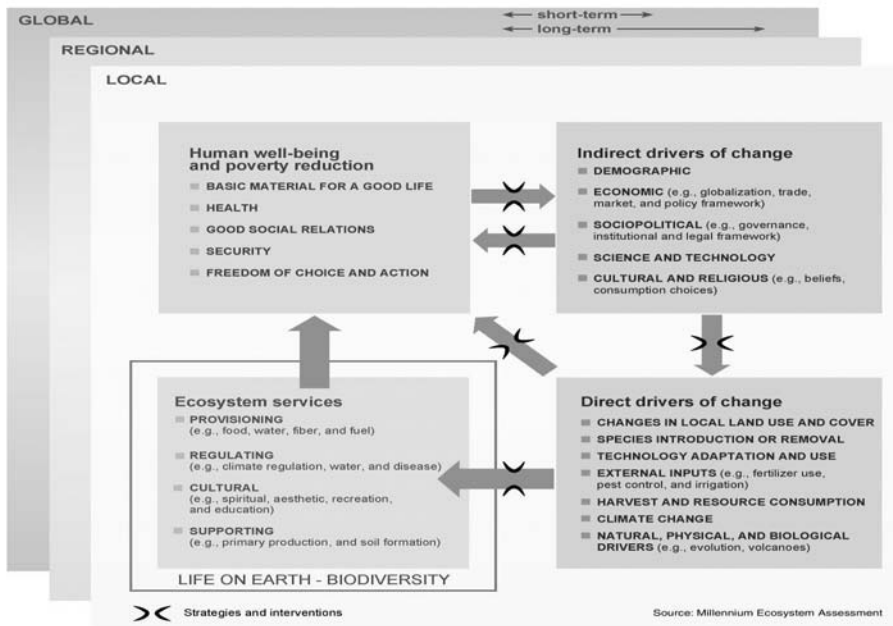 GLOBAL
short-term
long-term
REGIONAL
LOCAL
Human well-being
and poverty reduction
BASIC MATERIAL FOR A GOOD LIFE
HEALTH
GOOD SOCIAL RELATIONS
SECURITY
FREEDOM OF CHOICE AND ACTION
Indirect drivers of change
DEMOGRAPHIC
ECONOMIC (e.g., globalization, trade,
market, and policy framework)
SOCIOPOLITICAL (e.g., governance,
institutional and legal framework)
SCIENCE AND TECHNOLOGY
CULTURAL AND RELIGIOUS (e.g., beliefs,
consumption choices)
Ecosystem services
PROVISIONING
(e.g., food, water, fiber, and fuel)
REGULATING
(e.g., climate regulation, water, and disease)
CULTURAL
(e.g., spiritual, aesthetic, recreation,
and education)
SUPPORTING
(e.g., primary production, and soil formation)
LIFE ON EARTH - BIODIVERSITY
Direct drivers of change
CHANGES IN LOCAL LAND USE AND COVER
SPECIES INTRODUCTION OR REMOVAL
TECHNOLOGY ADAPTATION AND USE
EXTERNAL INPUTS (e.g., fertilizer use,
pest control, and irrigation)
HARVEST AND RESOURCE CONSUMPTION
CLIMATE CHANGE
NATURAL, PHYSICAL, AND BIOLOGICAL
DRIVERS (e.g., evolution, volcanoes)
Strategies and interventions
Source: Millennium Ecosystem Assessment